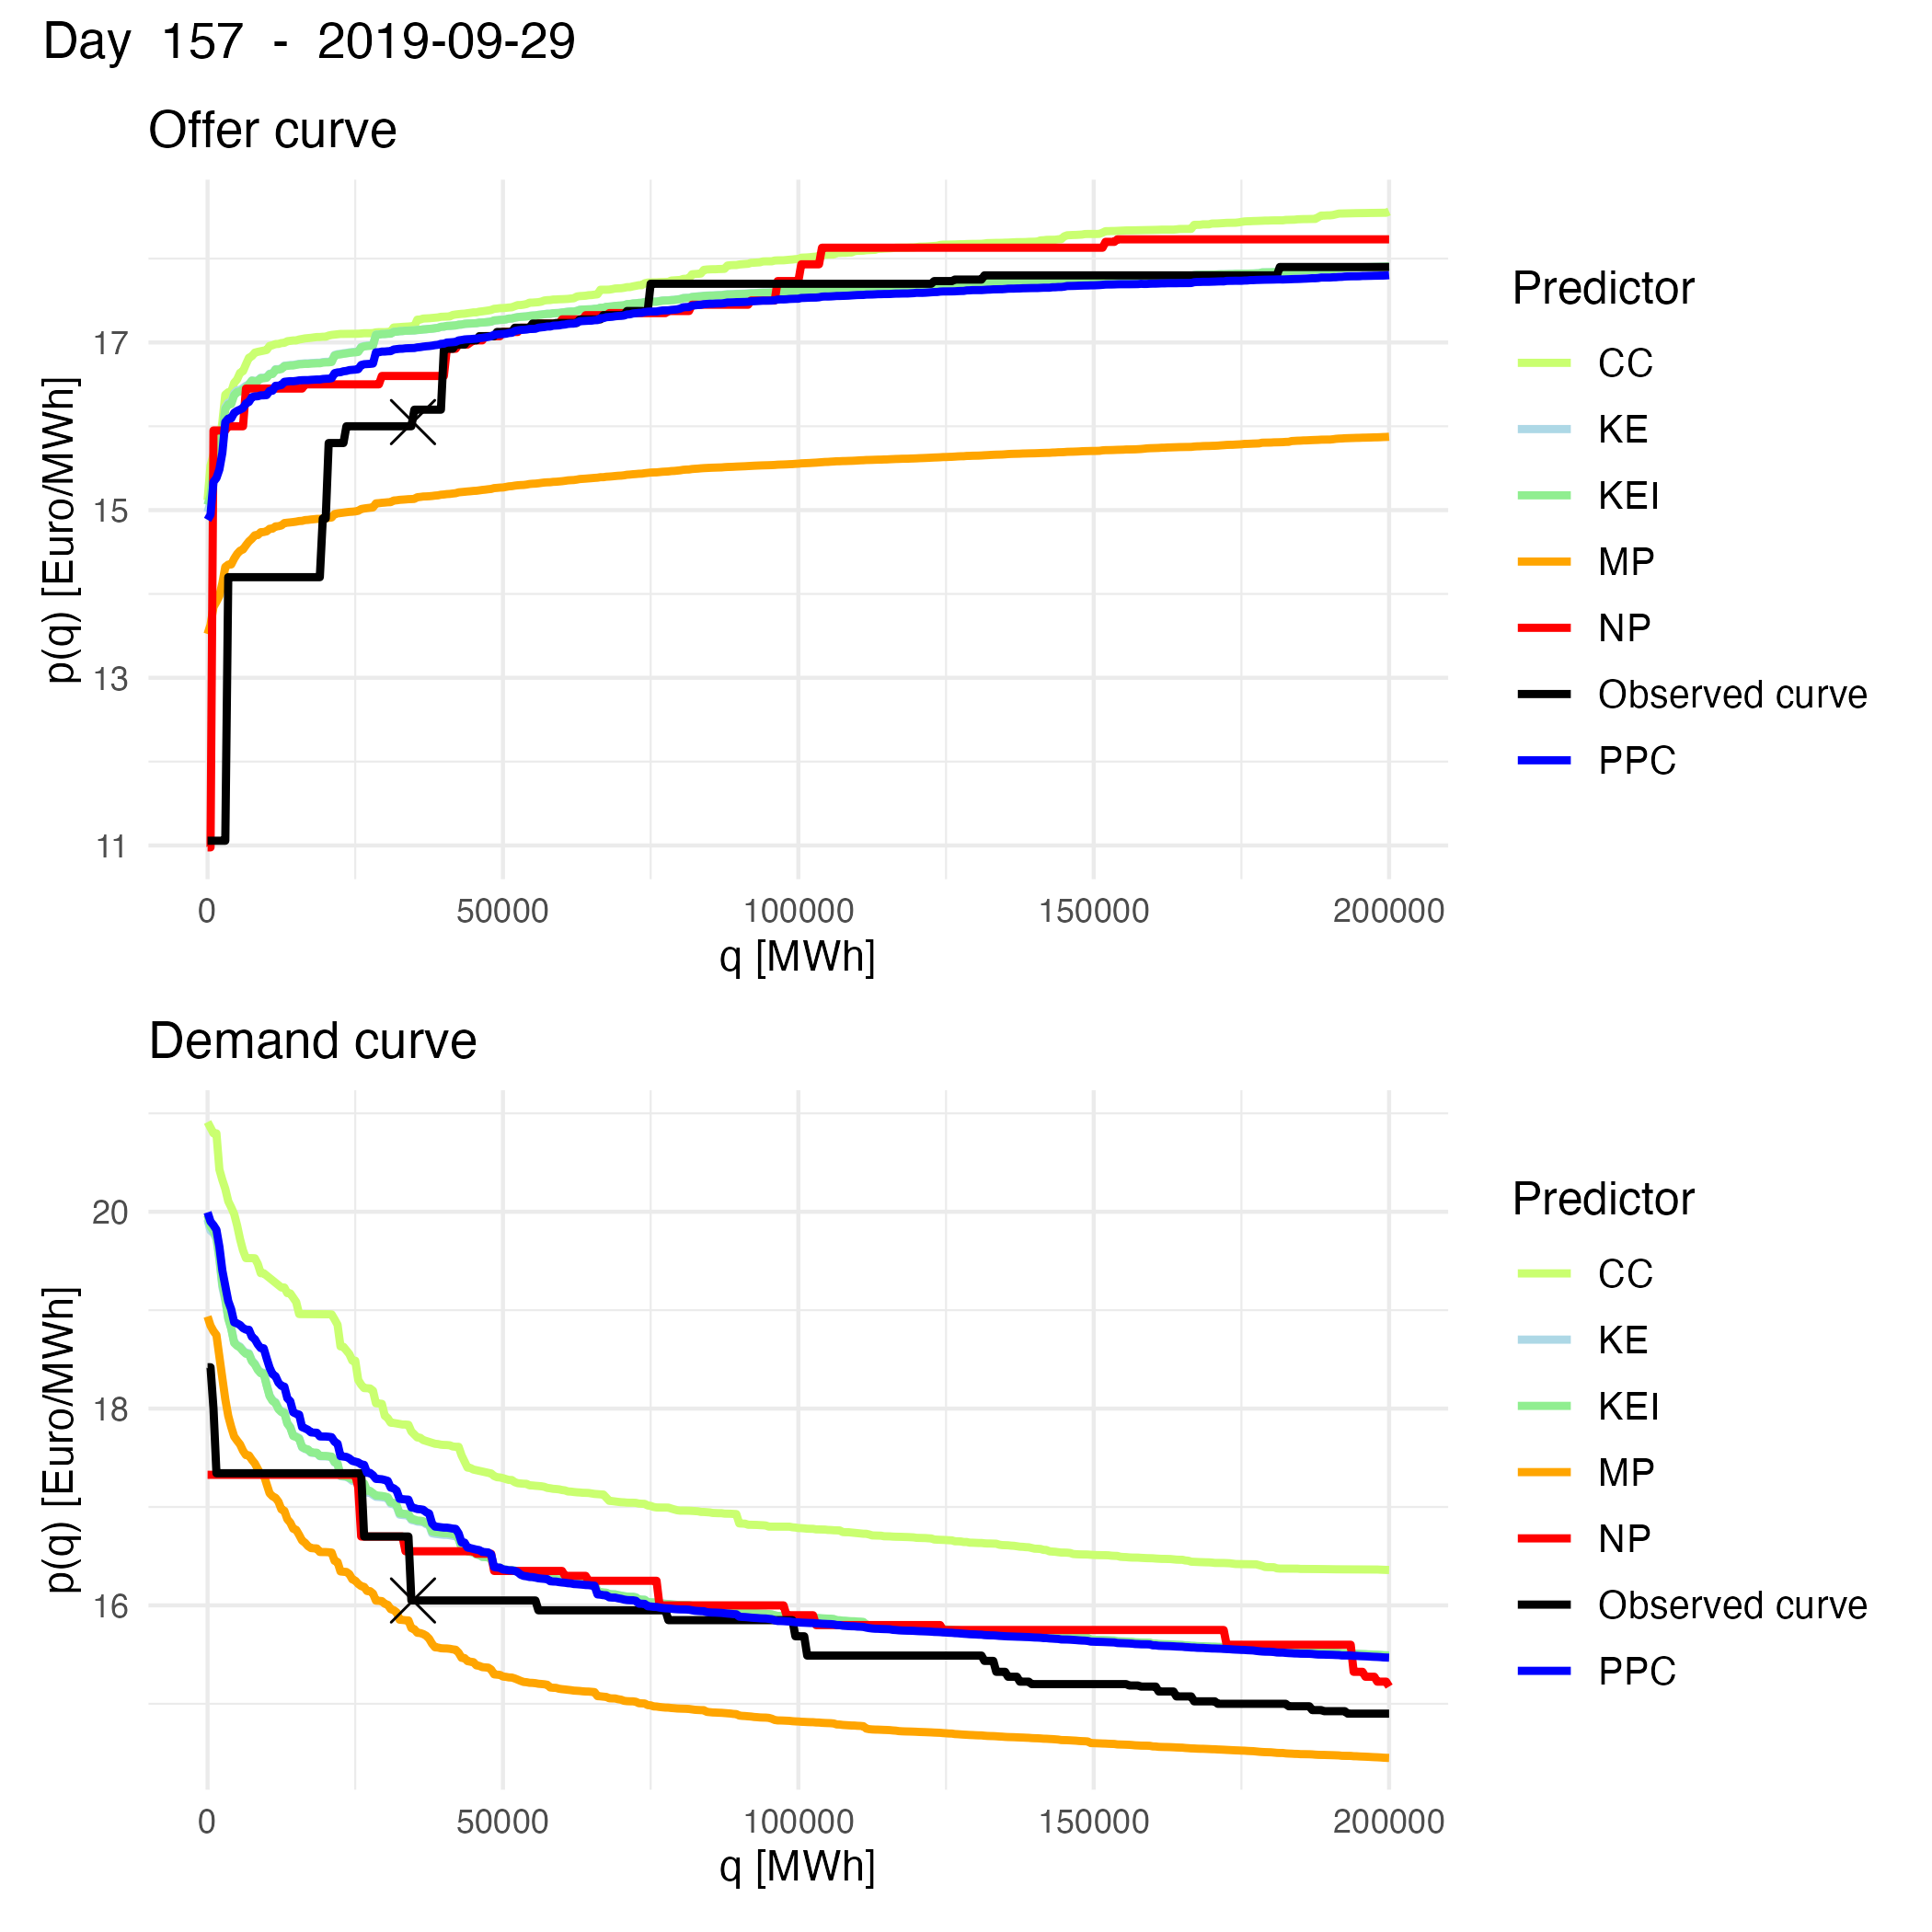 Day 157 - 2019-09-29
Offer curve
p(q) [Euro/MWh]
17
15
13
11
0 50000 100000 150000 200000
q [MWh]
Predictor
CC
KE
KEI
MP
NP
Observed curve
PPC
Demand curve
p(q) [Euro/MWh]
20
18
16
0 50000 100000 150000 200000
q [MWh]
Predictor
CC
KE
KEI
MP
NP
Observed curve
PPC